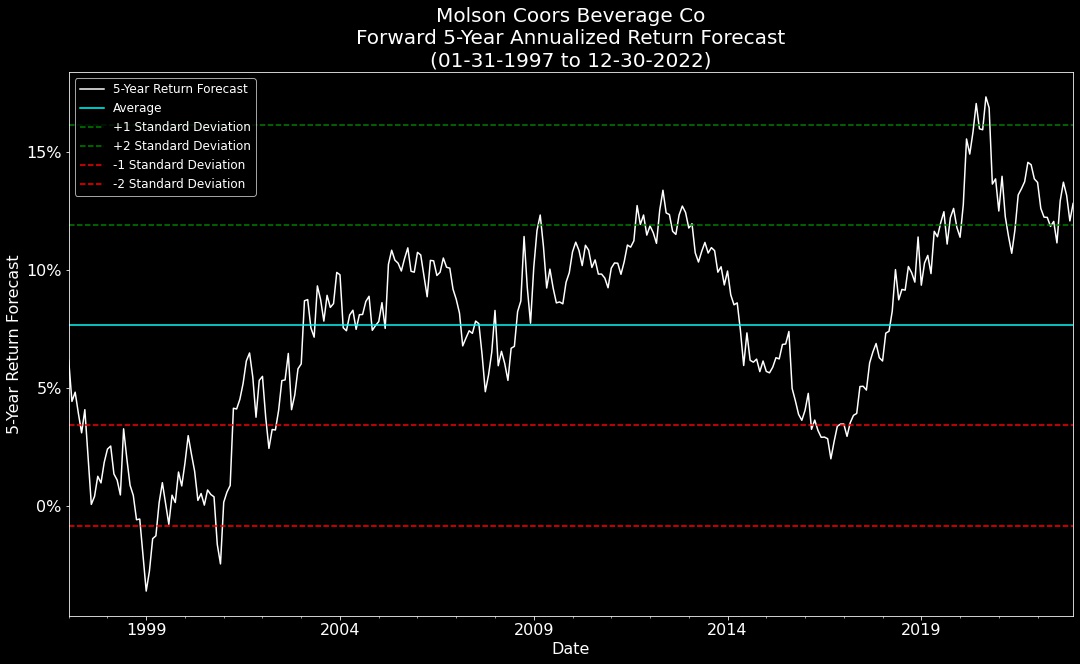 Molson Coors Beverage Co
Forward 5-Year Annualized Return Forecast
(01-31-1997 to 12-30-2022)
5-Year Return Forecast
Average
+1 Standard Deviation
+2 Standard Deviation
-1 Standard Deviation
-2 Standard Deviation
5-Year Return Forecast
15%
10%
5%
0%
1999
2004
2009
2014
2019
Date